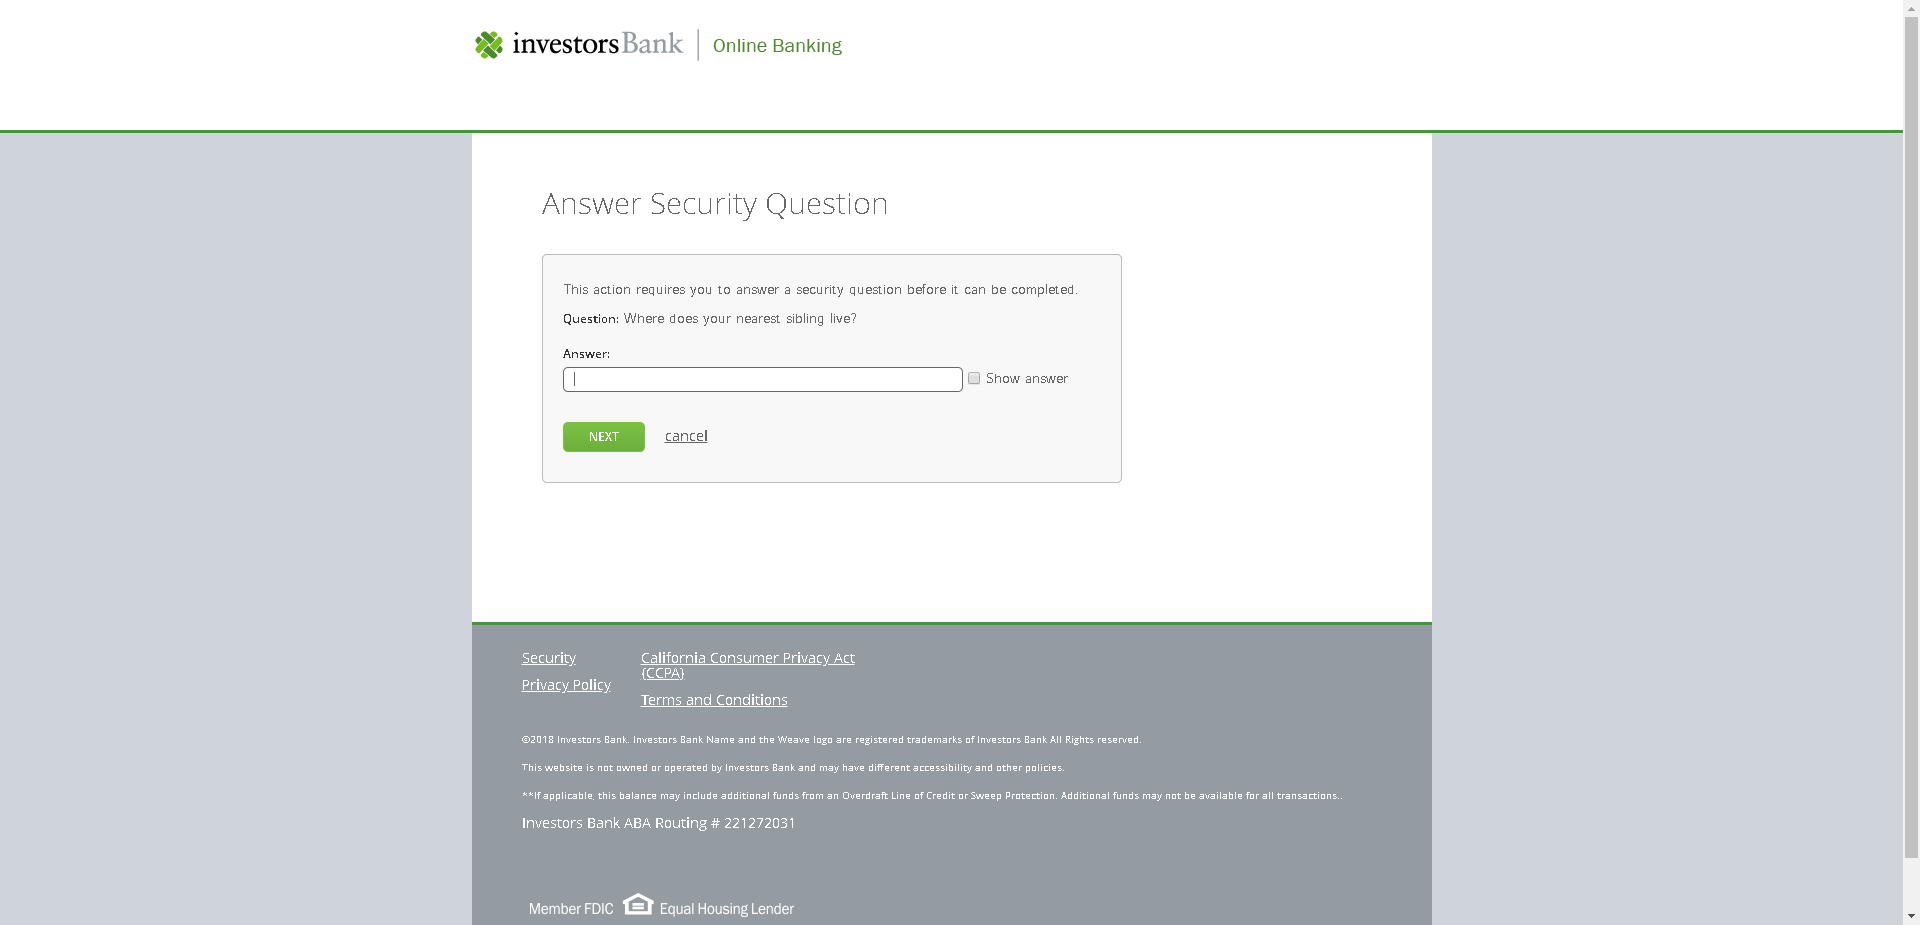 investorsBank Online Banking
Answer Security Question
This action requires you to answer a security question before it can be completed.
Question: Where does your nearest sibling live?
Answer:
Show answer
NEXT cancel
Security
Privacy Policy
California Consumer Privacy Act
(CCPA)
Terms and Conditions
©2018 Investors Bank. Investors Bank Name and the Weave logo are registered trademarks of Investors Bank All Rights reserved.
This website is not owned or operated by Investors Bank and may have different accessibility and other policies.
**If applicable, this balance may include additional funds from an Overdraft Line of Credit or Sweep Protection. Additional funds may not be available for all transactions..
Investors Bank ABA Routing # 221272031
Member FDIC Equal Housing Lender